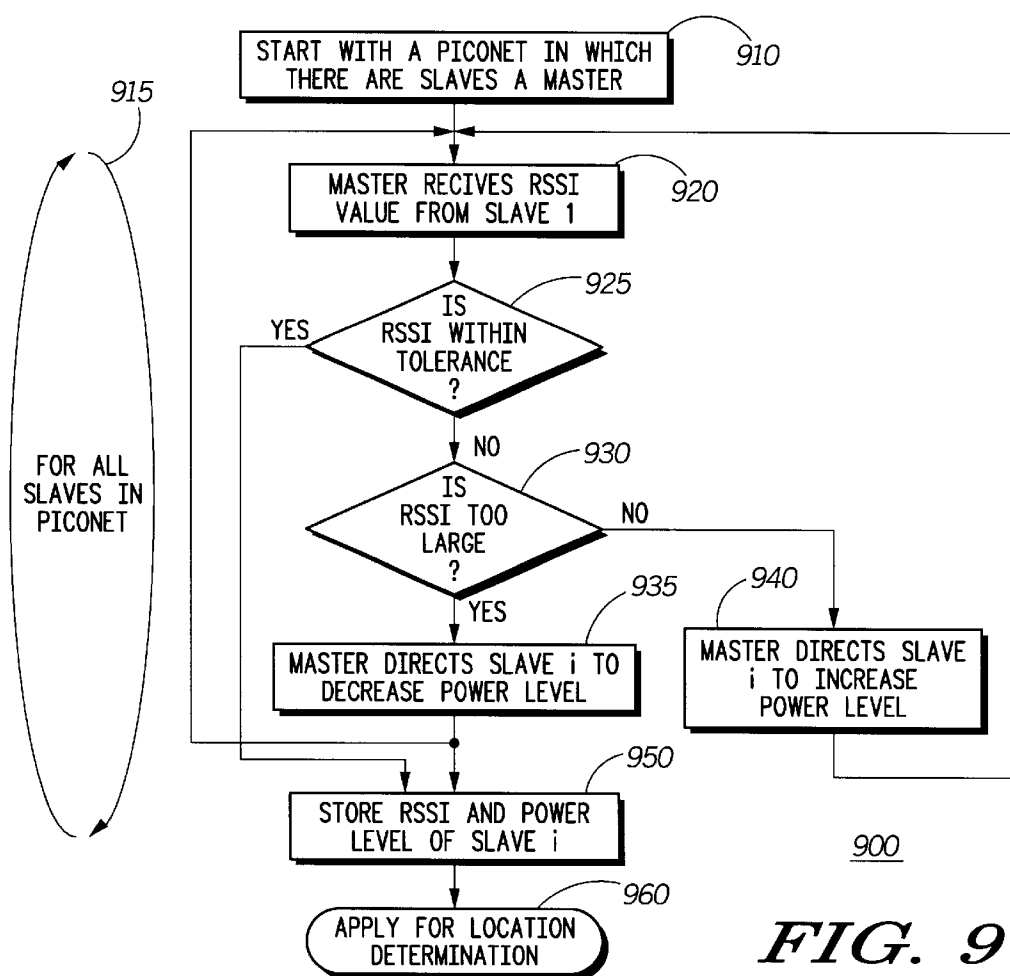 START WITH A PICONET IN WHICH
THERE ARE SLAVES A MASTER
910
915
MASTER RECIVES RSSI
VALUE FROM SLAVE 1
920
IS
RSSI WITHIN
TOLERANCE
?
925
YES
NO
FOR ALL
SLAVES IN
PICONET
IS
RSSI TOO
LARGE
?
930
NO
YES
MASTER DIRECTS SLAVE i TO
DECREASE POWER LEVEL
935
MASTER DIRECTS SLAVE
i TO INCREASE
POWER LEVEL
940
STORE RSSI AND POWER
LEVEL OF SLAVE i
950
900
APPLY FOR LOCATION
DETERMINATION
960
FIG. 9